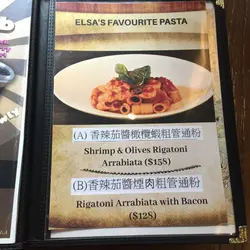 ELSA'S FAVOURITE PASTA
(A) 香辣茄醬橄欖蝦粗管通粉
Shrimp & Olives Rigatoni
Arrabiata ($158)
(B)香辣茄醬煙肉粗管通粉
Rigatoni Arrabiata with Bacon
($128)